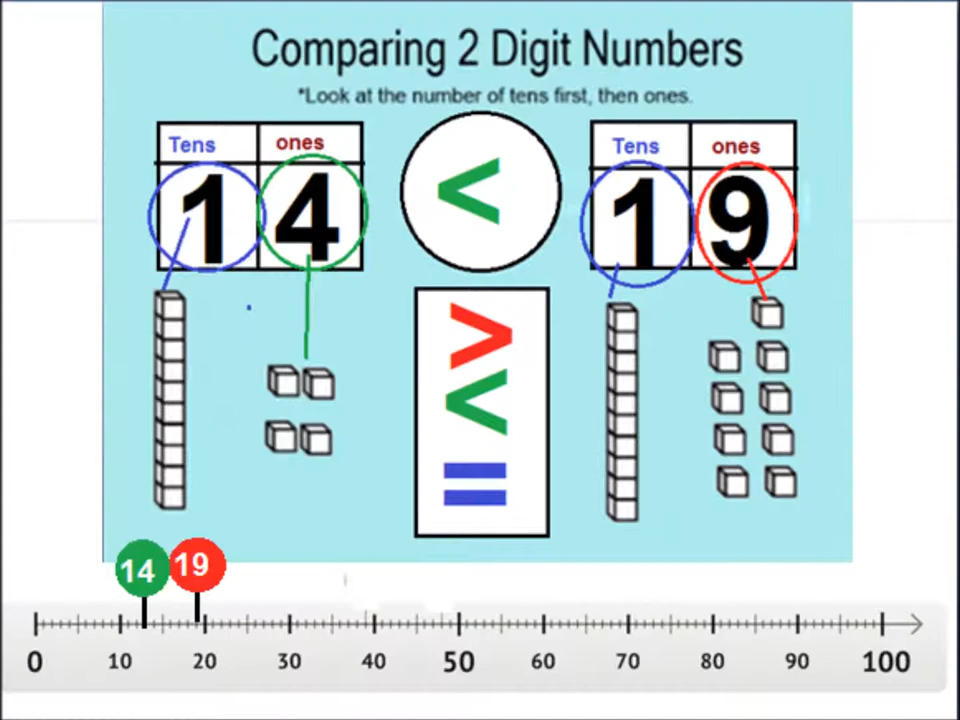 Comparing 2 Digit Numbers
*Look at the number of tens first, then ones.
Tens ones
14
<
Tens ones
19
>
<
=
14 19
0 10 20 30 40 50 60 70 80 90 100